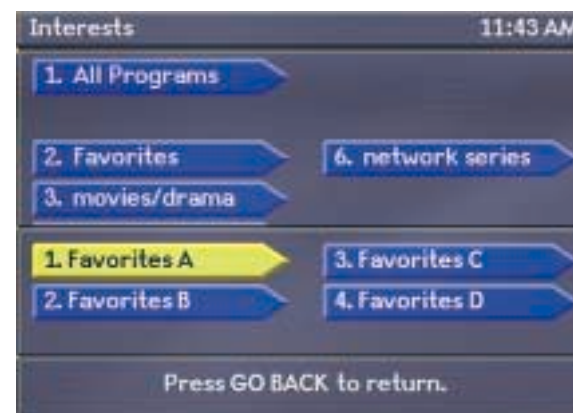 Interests 11:43 AM
1. All Programs
2. Favorites 6. network series
3. movies/drama
1. Favorites A 3. Favorites C
2. Favorites B 4. Favorites D
Press GO BACK to return.